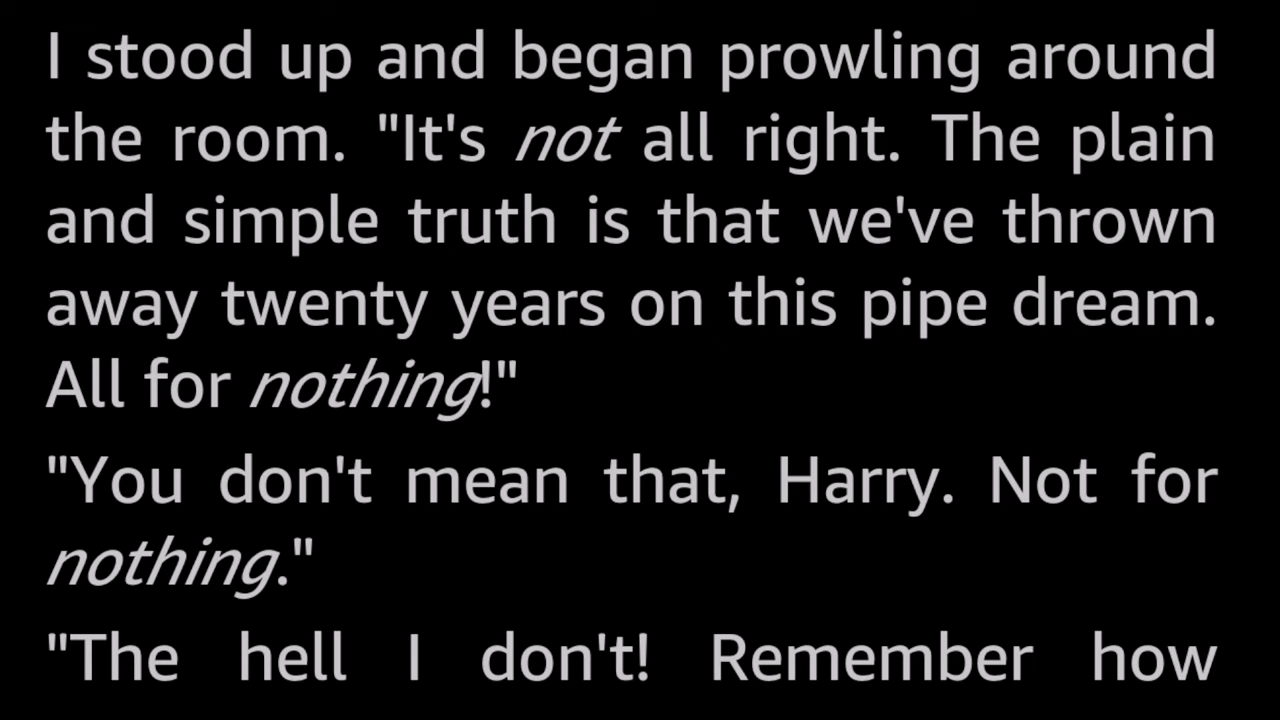 I stood up and began prowling around
the room. "It's not all right. The plain
and simple truth is that we've thrown
away twenty years on this pipe dream.
All for nothing!"
"You don't mean that, Harry. Not for
nothing."
"The hell I don't! Remember how